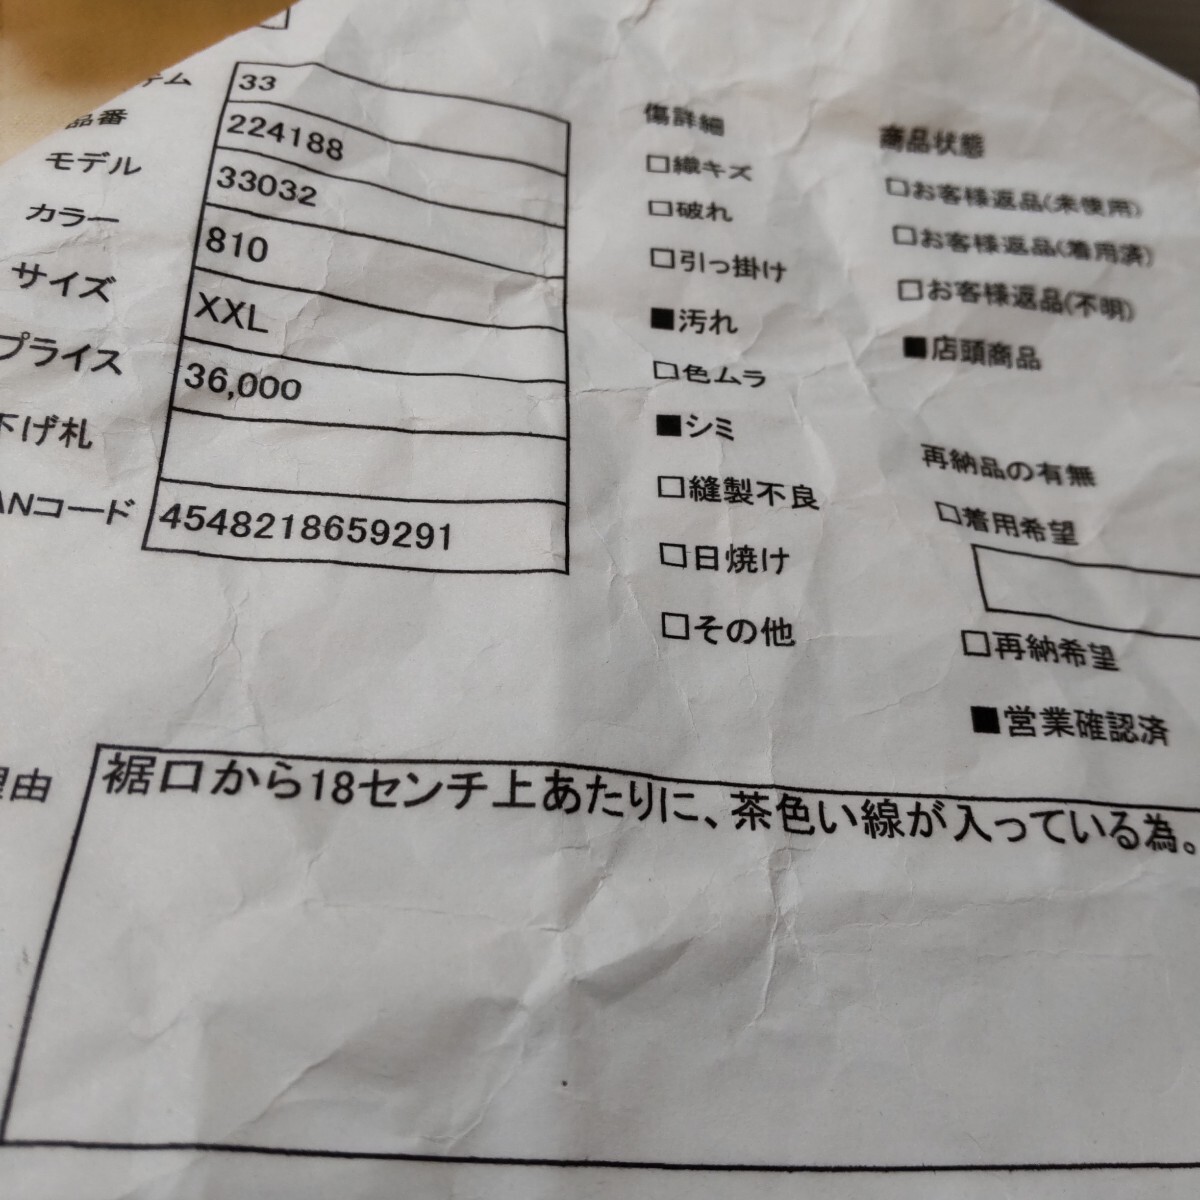 テム 33
品番 224188
モデル 33032
カラー 810
サイズ XXL
プライス 36,000
下げ札
ANコード 4548218659291
傷詳細
□織キズ
□破れ
□引っ掛け
■汚れ
□色ムラ
■シミ
□縫製不良
□日焼け
□その他
商品状態
□お客様返品(未使用)
□お客様返品(着用済)
□お客様返品(不明)
■店頭商品
再納品の有無
□着用希望
□再納希望
■営業確認済
理由 裾口から18センチ上あたりに、茶色い線が入っている為。